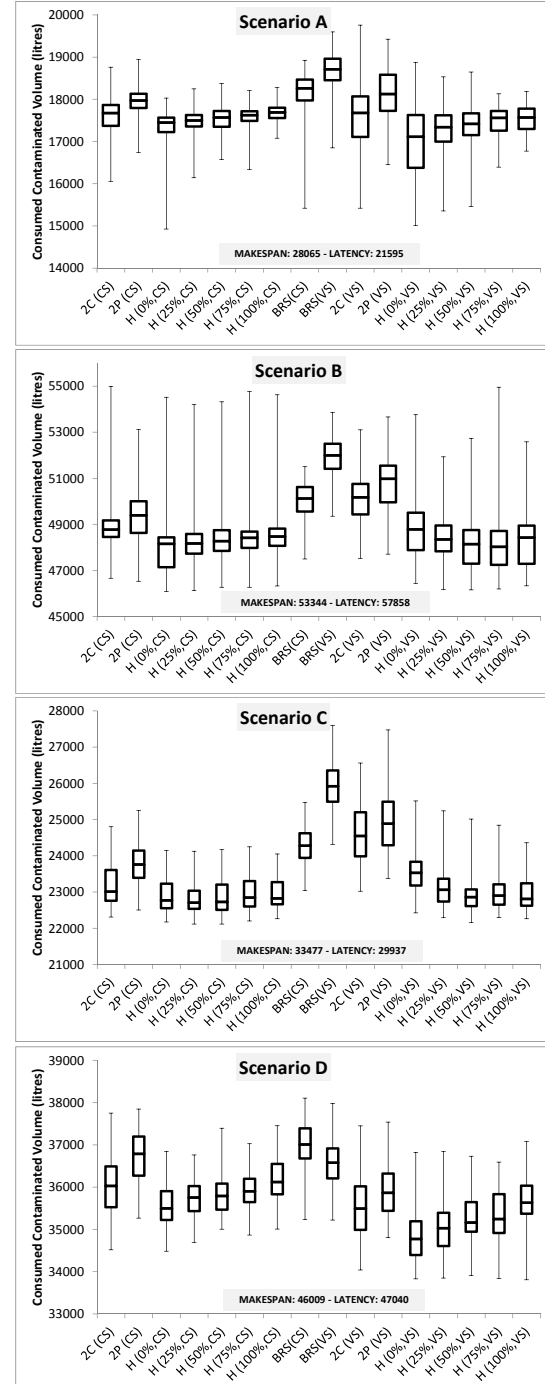 Scenario A
Consumed Contaminated Volume (litres)
20000
19000
18000
17000
16000
15000
14000
MAKESPAN: 28065 - LATENCY: 21595
2C (CS)
2P (CS)
H (0%,CS)
H (25%,CS)
H (50%,CS)
H (75%,CS)
H (100%,CS)
BRS(CS)
BRS(VS)
2C (VS)
2P (VS)
H (0%,VS)
H (25%,VS)
H (50%,VS)
H (75%,VS)
H (100%,VS)
Scenario B
Consumed Contaminated Volume (litres)
55000
53000
51000
49000
47000
45000
MAKESPAN: 53344 - LATENCY: 57858
2C (CS)
2P (CS)
H (0%,CS)
H (25%,CS)
H (50%,CS)
H (75%,CS)
H (100%,CS)
BRS(CS)
BRS(VS)
2C (VS)
2P (VS)
H (0%,VS)
H (25%,VS)
H (50%,VS)
H (75%,VS)
H (100%,VS)
Scenario C
Consumed Contaminated Volume (litres)
28000
27000
26000
25000
24000
23000
22000
21000
MAKESPAN: 33477 - LATENCY: 29937
2C (CS)
2P (CS)
H (0%,CS)
H (25%,CS)
H (50%,CS)
H (75%,CS)
H (100%,CS)
BRS(CS)
BRS(VS)
2C (VS)
2P (VS)
H (0%,VS)
H (25%,VS)
H (50%,VS)
H (75%,VS)
H (100%,VS)
Scenario D
Consumed Contaminated Volume (litres)
39000
38000
37000
36000
35000
34000
33000
MAKESPAN: 46009 - LATENCY: 47040
2C (CS)
2P (CS)
H (0%,CS)
H (25%,CS)
H (50%,CS)
H (75%,CS)
H (100%,CS)
BRS(CS)
BRS(VS)
2C (VS)
2P (VS)
H (0%,VS)
H (25%,VS)
H (50%,VS)
H (75%,VS)
H (100%,VS)